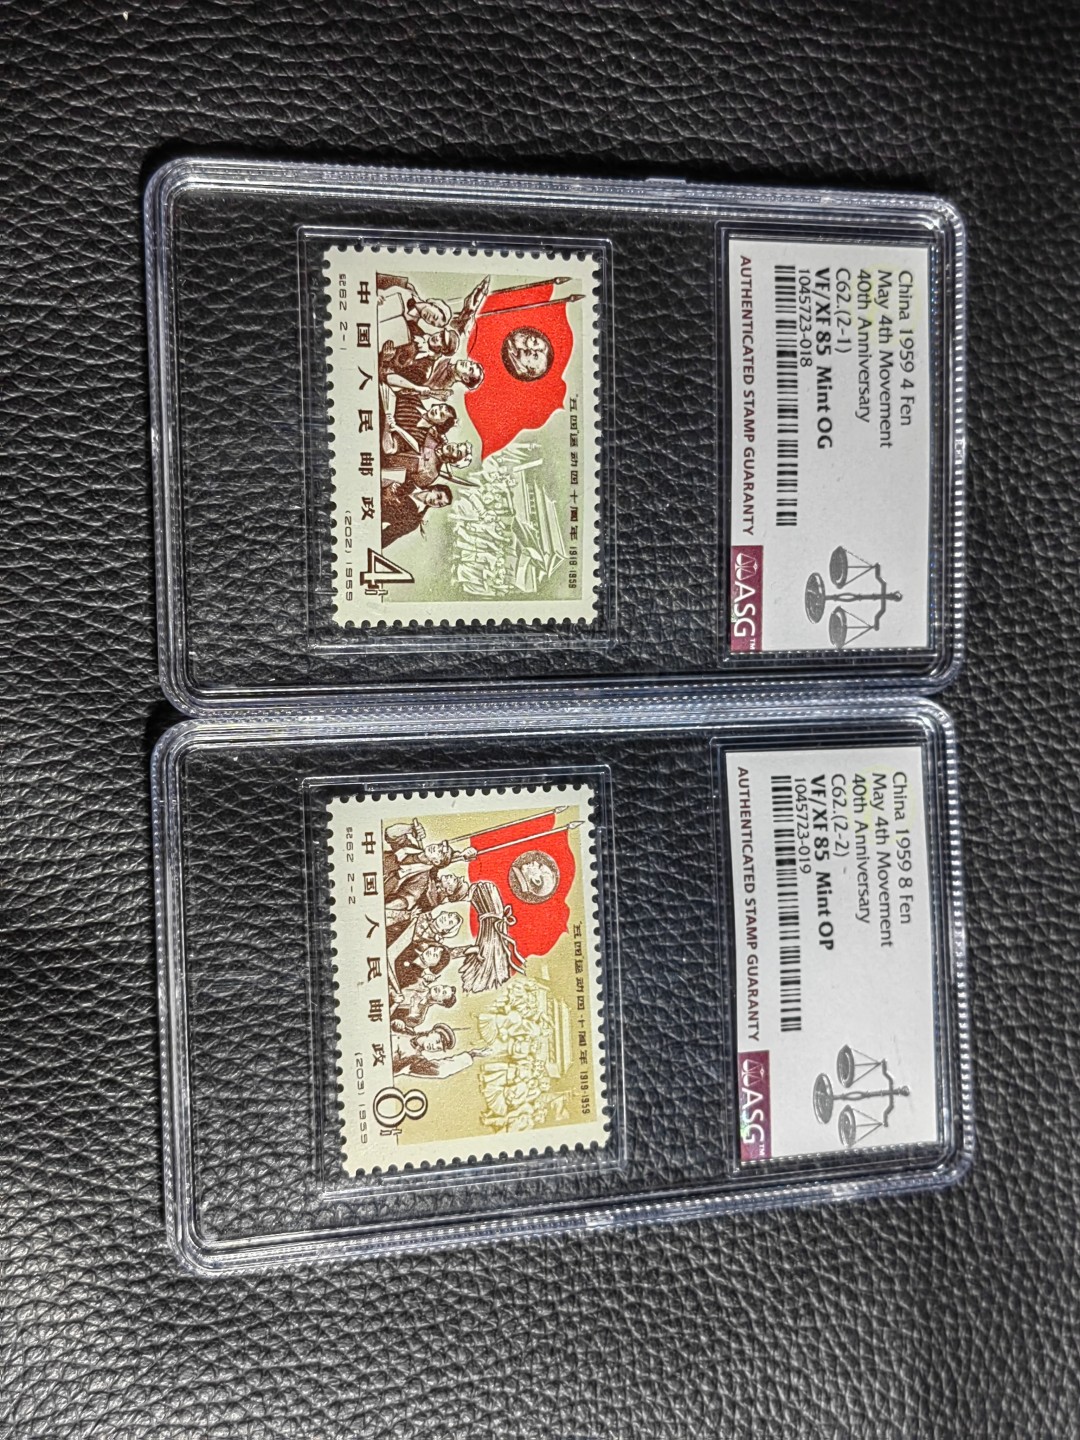 China 1959 4 Fen
May 4th Movement
40th Anniversary
C62.(2-1)
VF/XF 85 Mint OG
1045723-018
AUTHENTICATED STAMP GUARANTY
ASG™
"五四"运动四十周年 1919-1959
4分
中国人民邮政
纪62 2-1
(202) 1959
China 1959 8 Fen
May 4th Movement
40th Anniversary
C62.(2-2)
VF/XF 85 Mint OP
1045723-019
AUTHENTICATED STAMP GUARANTY
ASG™
"五四"运动四十周年 1919-1959
8分
中国人民邮政
纪62 2-2
(203) 1959